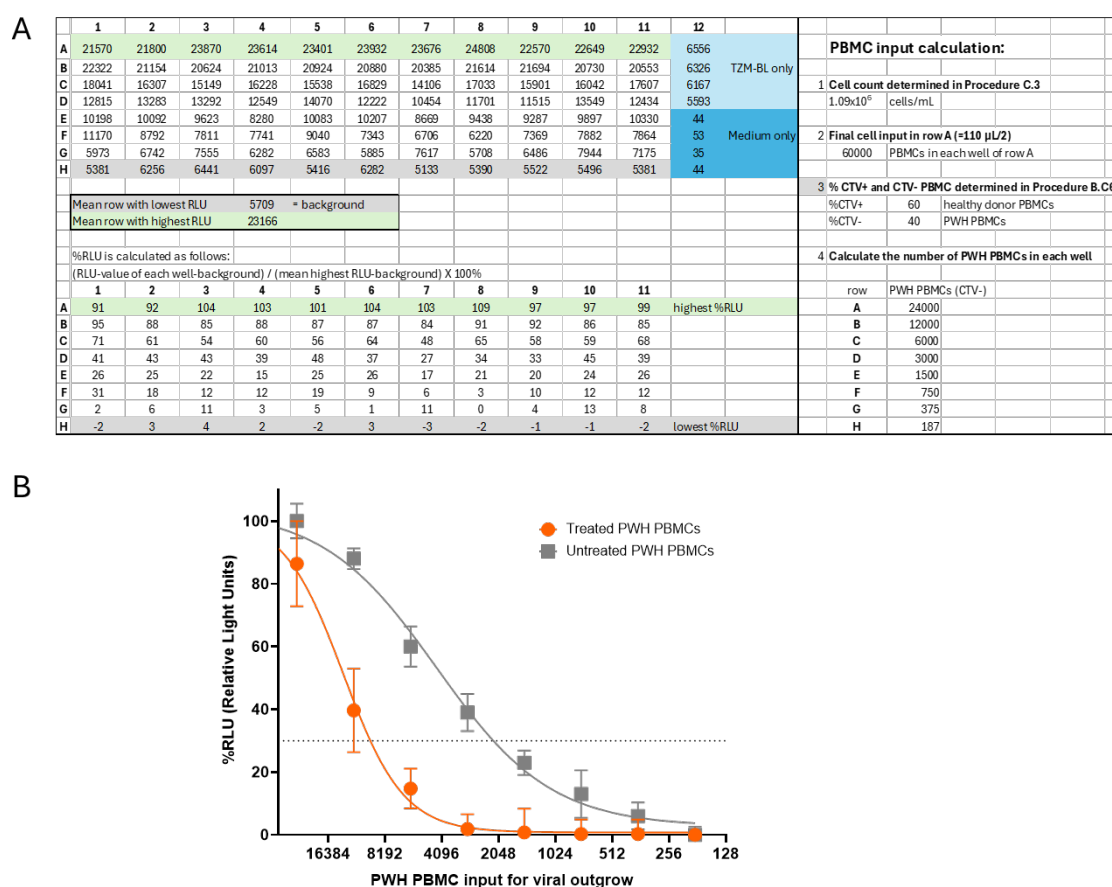 A
1 2 3 4 5 6 7 8 9 10 11 12
A 21570 21800 23870 23614 23401 23932 23676 24808 22570 22649 22932 6556
B 22322 21154 20624 21013 20924 20880 20385 21614 21694 20730 20553 6326 TZM-BL only
C 18041 16307 15149 16228 15538 16829 14106 17033 15901 16042 17607 6167
D 12815 13283 13292 12549 14070 12222 10454 11701 11515 13549 12434 5593
E 10198 10092 9623 8280 10083 10207 8669 9438 9287 9897 10330 44
F 11170 8792 7811 7741 9040 7343 6706 6220 7369 7882 7864 53 Medium only
G 5973 6742 7555 6282 6583 5885 7617 5708 6486 7944 7175 35
H 5381 6256 6441 6097 5416 6282 5133 5390 5522 5496 5381 44
Mean row with lowest RLU 5709 = background
Mean row with highest RLU 23166
%RLU is calculated as follows:
(RLU-value of each well-background) / (mean highest RLU-background) X 100%
1 2 3 4 5 6 7 8 9 10 11
A 91 92 104 103 101 104 103 109 97 97 99 highest %RLU
B 95 88 85 88 87 87 84 91 92 86 85
C 71 61 54 60 56 64 48 65 58 59 68
D 41 43 43 39 48 37 27 34 33 45 39
E 26 25 22 15 25 26 17 21 20 24 26
F 31 18 12 12 19 9 6 3 10 12 12
G 2 6 11 3 5 1 11 0 4 13 8
H -2 3 4 2 -2 3 -3 -2 -1 -1 -2 lowest %RLU
PBMC input calculation:
1 Cell count determined in Procedure C.3
1.09x10⁶ cells/mL
2 Final cell input in row A (=110 µL/2)
60000 PBMCs in each well of row A
3 % CTV+ and CTV- PBMC determined in Procedure B.C6
%CTV+ 60 healthy donor PBMCs
%CTV- 40 PWH PBMCs
4 Calculate the number of PWH PBMCs in each well
row PWH PBMCs (CTV-)
A 24000
B 12000
C 6000
D 3000
E 1500
F 750
G 375
H 187
B
Treated PWH PBMCs
Untreated PWH PBMCs
%RLU (Relative Light Units)
100
80
60
40
20
0
16384 8192 4096 2048 1024 512 256 128
PWH PBMC input for viral outgrow